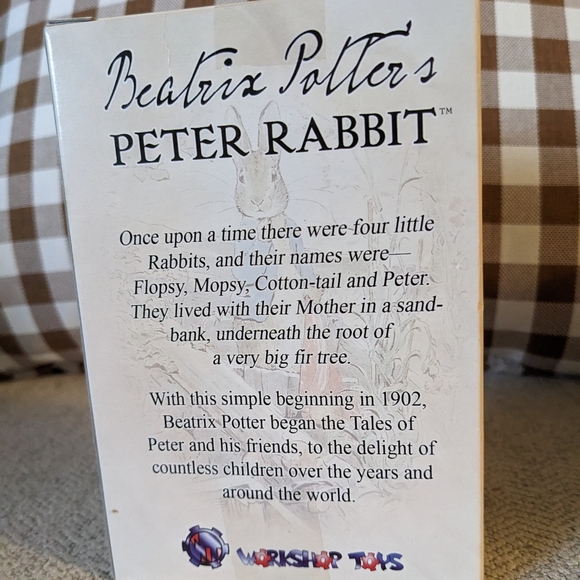 Beatrix Potter's
PETER RABBIT™
Once upon a time there were four little
Rabbits, and their names were—
Flopsy, Mopsy, Cotton-tail and Peter.
They lived with their Mother in a sand-
bank, underneath the root of
a very big fir tree.
With this simple beginning in 1902,
Beatrix Potter began the Tales of
Peter and his friends, to the delight of
countless children over the years and
around the world.
WORKSHOP TOYS